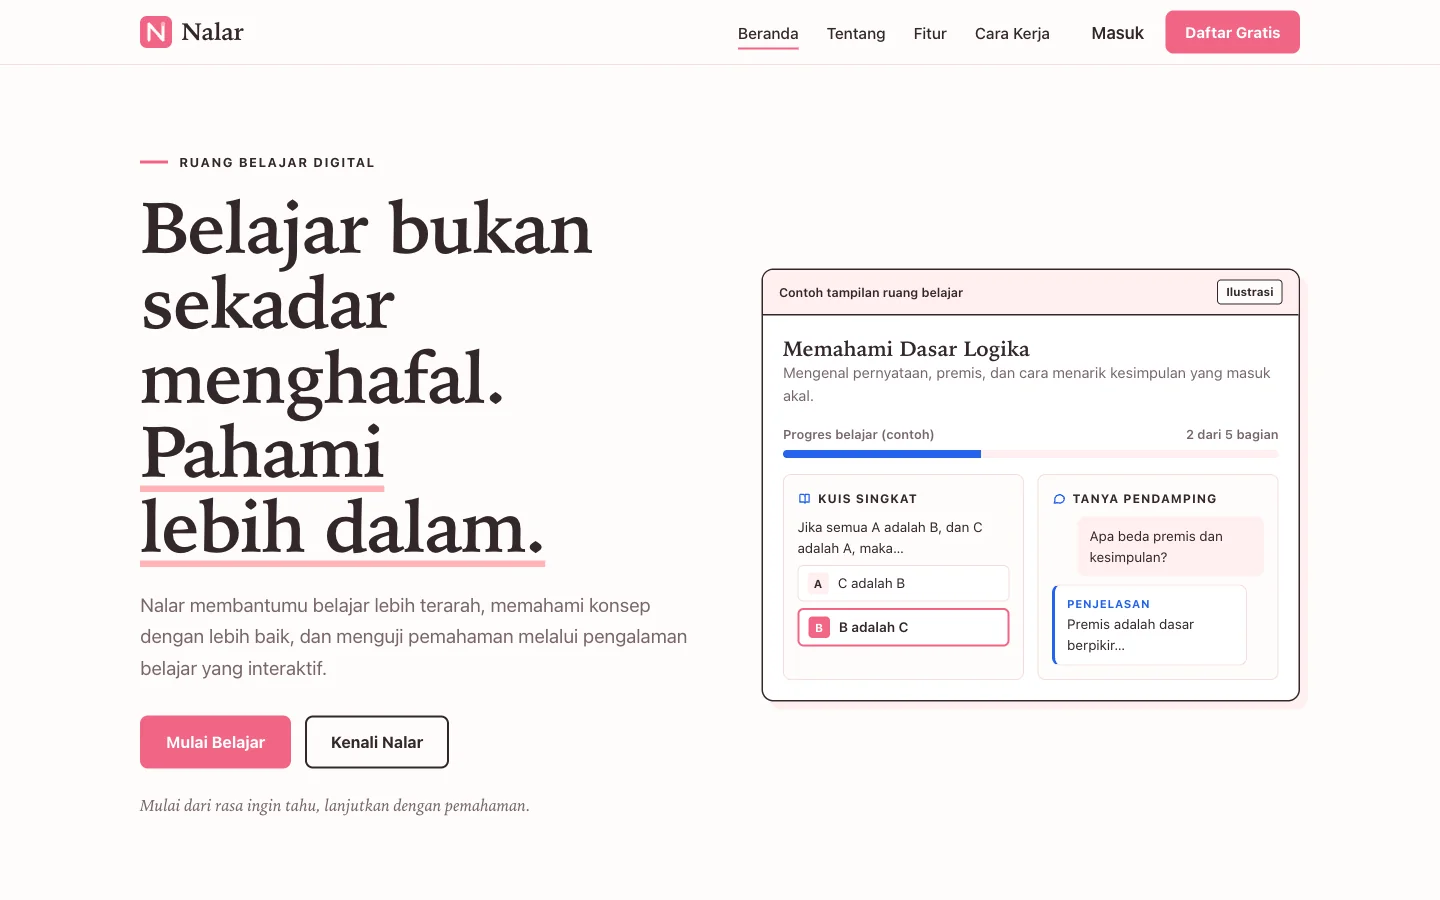 N Nalar
Beranda Tentang Fitur Cara Kerja Masuk Daftar Gratis
RUANG BELAJAR DIGITAL
Belajar bukan
sekadar
menghafal.
Pahami
lebih dalam.
Nalar membantumu belajar lebih terarah, memahami konsep
dengan lebih baik, dan menguji pemahaman melalui pengalaman
belajar yang interaktif.
Mulai Belajar Kenali Nalar
Mulai dari rasa ingin tahu, lanjutkan dengan pemahaman.
Contoh tampilan ruang belajar Ilustrasi
Memahami Dasar Logika
Mengenal pernyataan, premis, dan cara menarik kesimpulan yang masuk
akal.
Progres belajar (contoh) 2 dari 5 bagian
KUIS SINGKAT
Jika semua A adalah B, dan C
adalah A, maka...
A C adalah B
B B adalah C
TANYA PENDAMPING
Apa beda premis dan
kesimpulan?
PENJELASAN
Premis adalah dasar
berpikir...